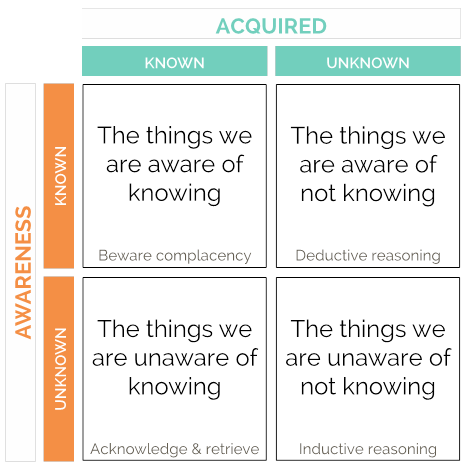 ACQUIRED
KNOWN
UNKNOWN
AWARENESS
KNOWN
The things we
are aware of
knowing
Beware complacency
The things we
are aware of
not knowing
Deductive reasoning
UNKNOWN
The things we
are unaware of
knowing
Acknowledge & retrieve
The things we
are unaware of
not knowing
Inductive reasoning